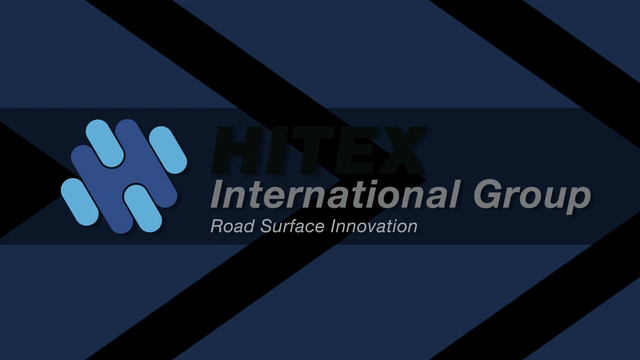 HITEX
International Group
Road Surface Innovation